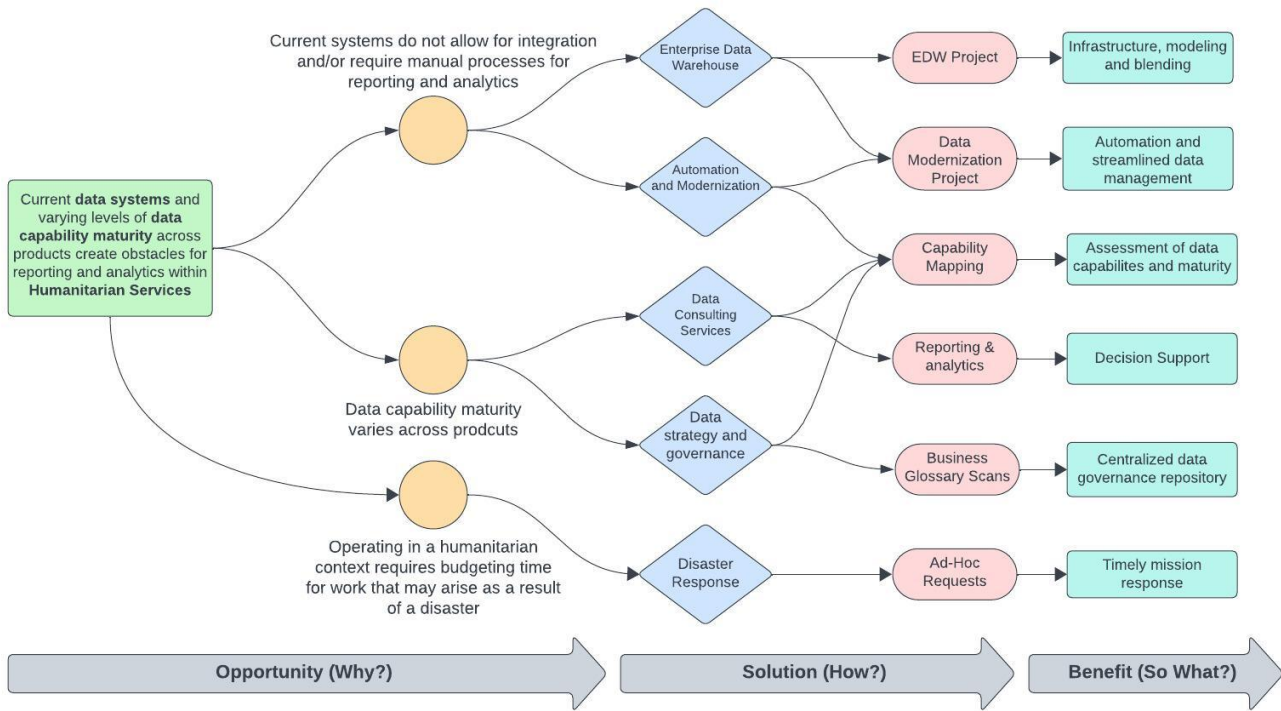 Current systems do not allow for integration
and/or require manual processes for
reporting and analytics
Enterprise Data
Warehouse
EDW Project
Infrastructure, modeling
and blending
Automation
and Modernization
Data
Modernization
Project
Automation and
streamlined data
management
Current data systems and
varying levels of data
capability maturity across
products create obstacles for
reporting and analytics within
Humanitarian Services
Capability
Mapping
Assessment of data
capabilites and maturity
Data
Consulting
Services
Reporting &
analytics
Decision Support
Data capability maturity
varies across prodcuts
Data
strategy and
governance
Business
Glossary Scans
Centralized data
governance repository
Operating in a humanitarian
context requires budgeting time
for work that may arise as a result
of a disaster
Disaster
Response
Ad-Hoc
Requests
Timely mission
response
Opportunity (Why?)
Solution (How?)
Benefit (So What?)